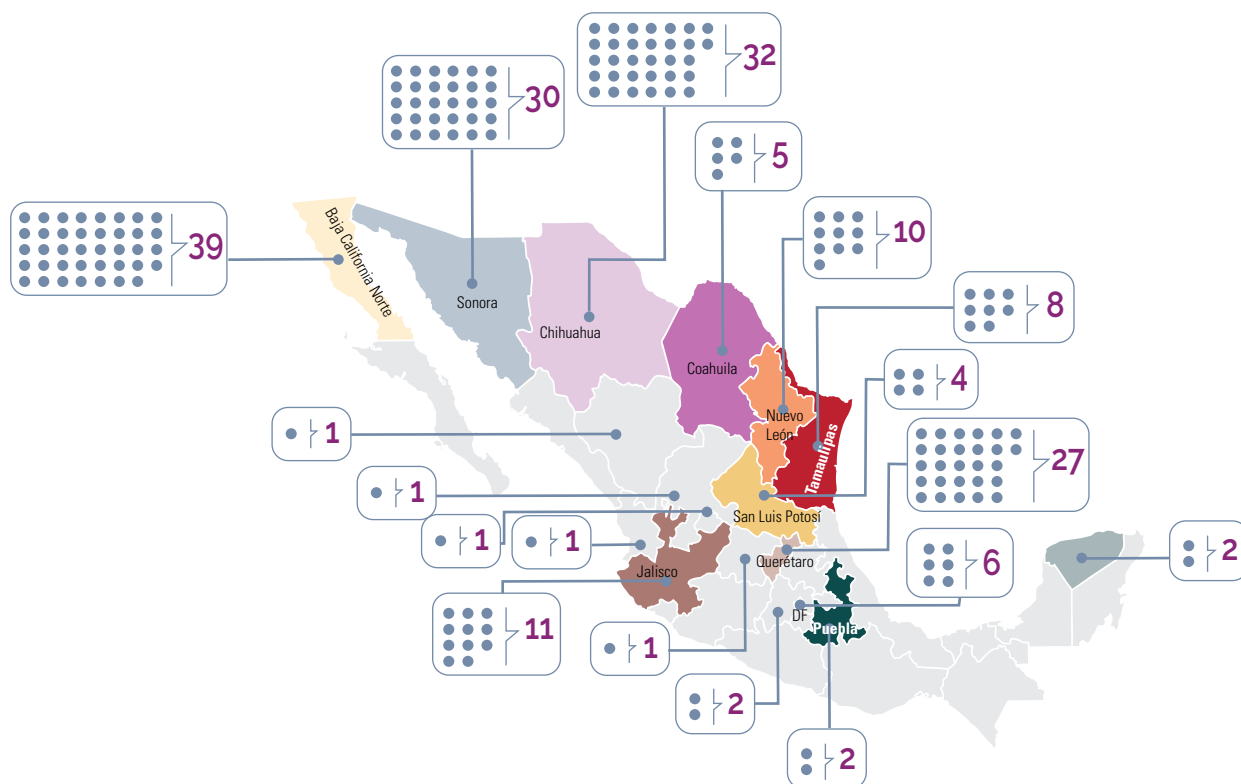 32
30
5
39
10
8
4
27
1
1
1
1
6
2
11
1
2
2
Baja California Norte
Sonora
Chihuahua
Coahuila
Nuevo
León
Tamaulipas
San Luis Potosí
Querétaro
Jalisco
DF
Puebla